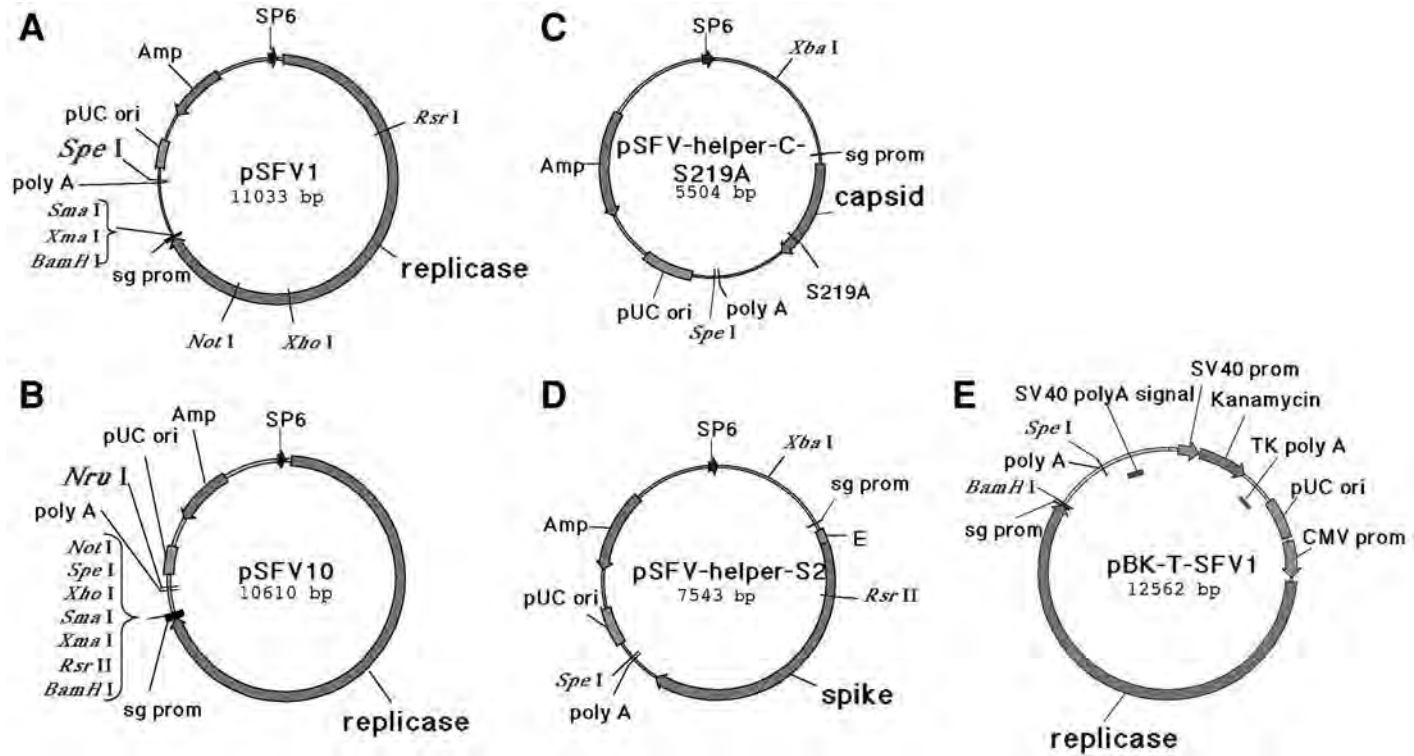 A
SP6
Amp
pUC ori
Spe I
poly A
Sma I
Xma I
BamH I
sg prom
Not I
Xho I
replicase
Rsr I
pSFV1
11033 bp
C
SP6
Xba I
sg prom
capsid
S219A
poly A
Spe I
pUC ori
Amp
pSFV-helper-C-
S219A
5504 bp
B
SP6
Amp
pUC ori
Nru I
poly A
Not I
Spe I
Xho I
Sma I
Xma I
Rsr II
BamH I
sg prom
replicase
pSFV10
10610 bp
D
SP6
Xba I
sg prom
E
Rsr II
spike
poly A
Spe I
pUC ori
Amp
pSFV-helper-S2
7543 bp
E
SV40 prom
SV40 polyA signal
Kanamycin
Spe I
TK poly A
poly A
pUC ori
BamH I
CMV prom
sg prom
pBK-T-SFV1
12562 bp
replicase